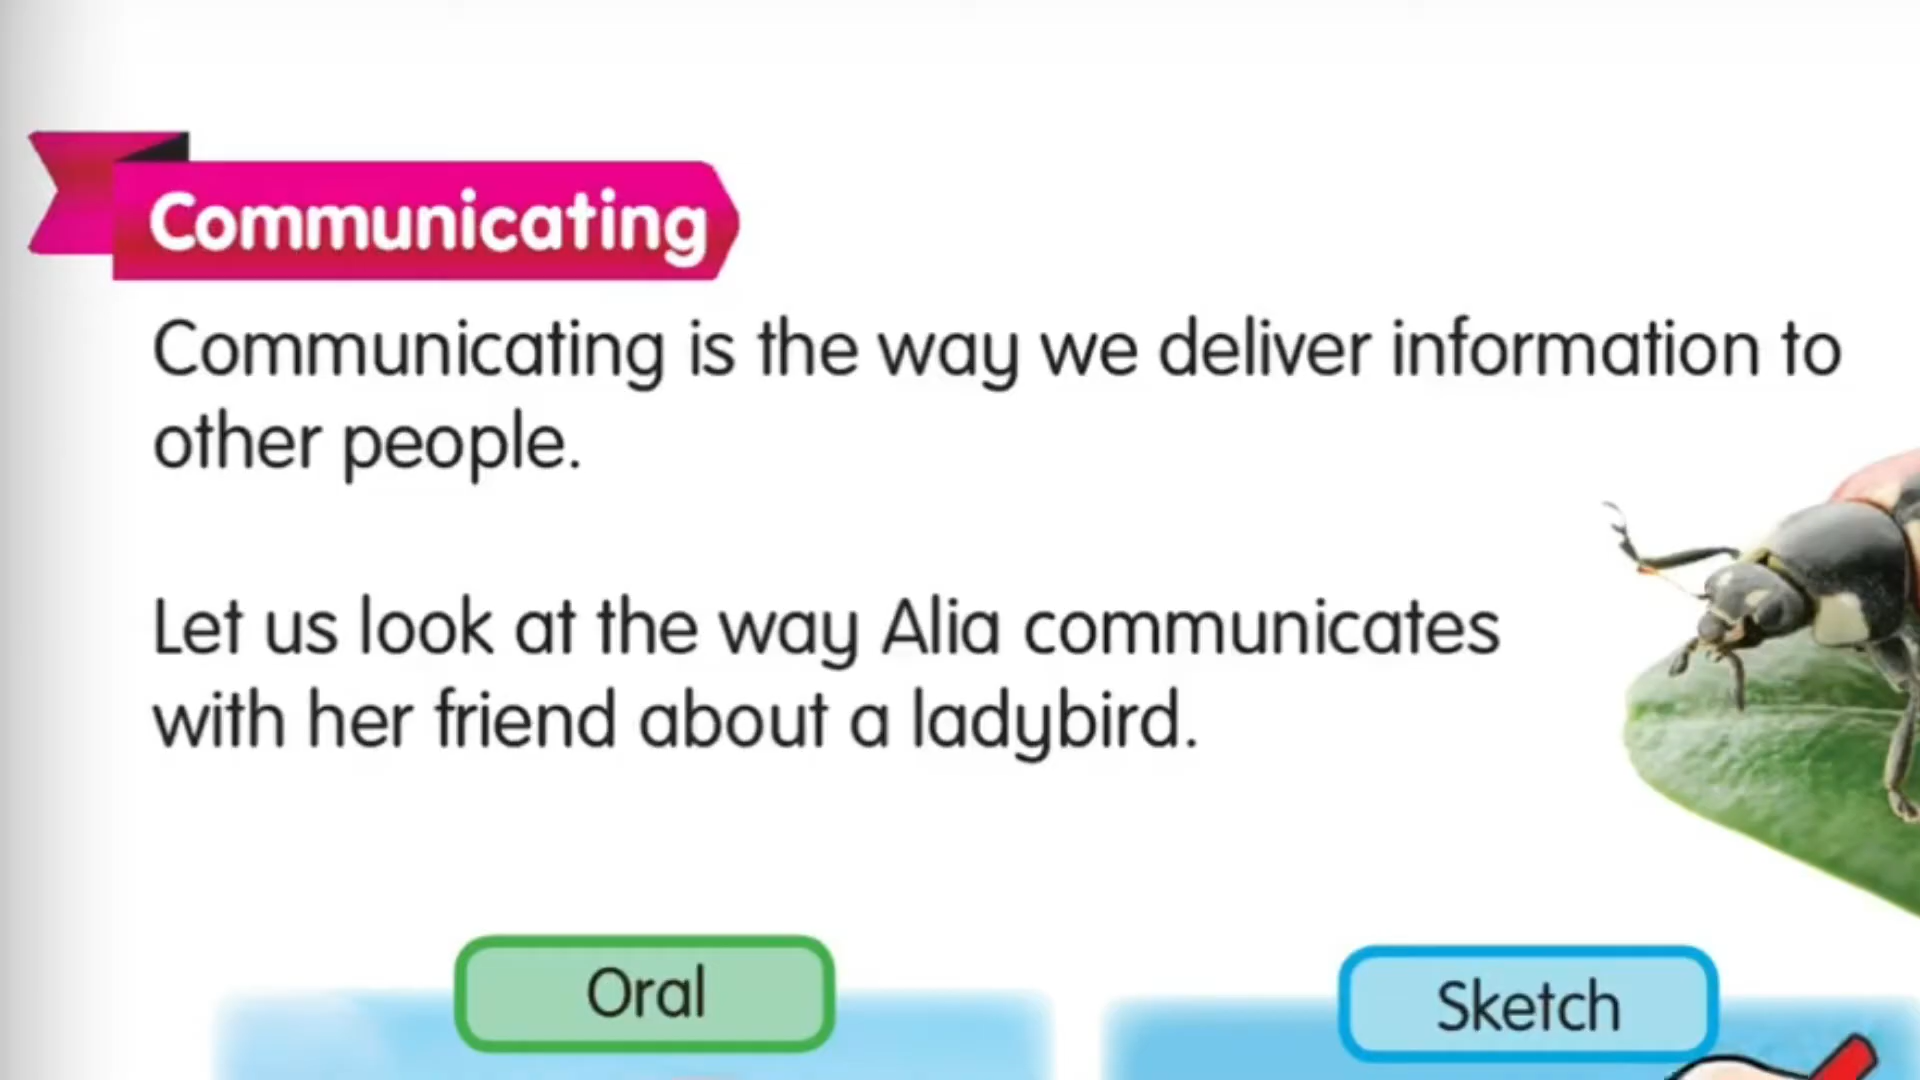 Communicating
Communicating is the way we deliver information to
other people.
Let us look at the way Alia communicates
with her friend about a ladybird.
Oral
Sketch